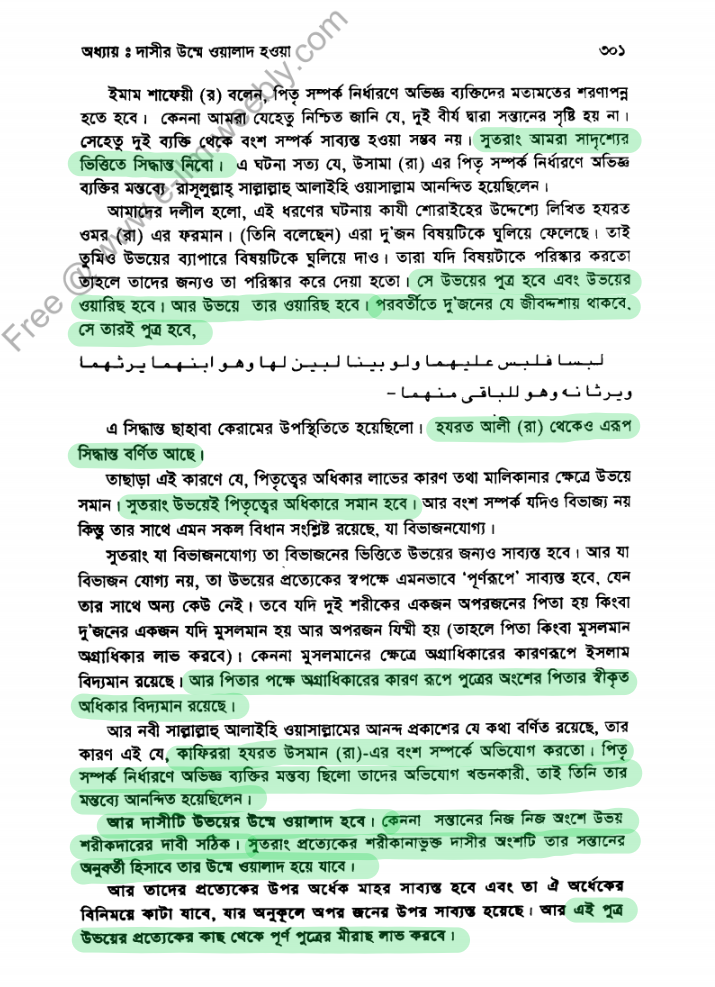 অধ্যায় ঃ দাসীর উম্মে ওয়ালাদ হওয়া ৩০১
ইমাম শাফেয়ী (র) বলেন, পিতৃ সম্পর্ক নির্ধারণে অভিজ্ঞ ব্যক্তিদের মতামতের শরণাপন্ন
হতে হবে। কেননা আমরা যেহেতু নিশ্চিত জানি যে, দুই বীর্য দ্বারা সন্তানের সৃষ্টি হয় না।
সেহেতু দুই ব্যক্তি থেকে বংশ সম্পর্ক সাব্যস্ত হওয়া সম্ভব নয়। সুতরাং আমরা সাদৃশ্যের
ভিত্তিতে সিদ্ধান্ত নিবো। এ ঘটনা সত্য যে, উসামা (রা) এর পিতৃ সম্পর্ক নির্ধারণে অভিজ্ঞ
ব্যক্তির মন্তব্যে রাসূলুল্লাহ্ সাল্লাল্লাহু আলাইহি ওয়াসাল্লাম আনন্দিত হয়েছিলেন।
আমাদের দলীল হলো, এই ধরণের ঘটনায় কাযী শোরাইহের উদ্দেশ্যে লিখিত হযরত
ওমর (রা) এর ফরমান। (তিনি বলেছেন) এরা দু'জন বিষয়টিকে ঘুলিয়ে ফেলেছে। তাই
তুমিও উভয়ের ব্যাপারে বিষয়টিকে ঘুলিয়ে দাও। তারা যদি বিষয়টাকে পরিস্কার করতো
তাহলে তাদের জন্যও তা পরিস্কার করে দেয়া হতো। সে উভয়ের পুত্র হবে এবং উভয়ের
ওয়ারিছ হবে। আর উভয়ে তার ওয়ারিছ হবে। পরবর্তীতে দু'জনের যে জীবদ্দশায় থাকবে,
সে তারই পুত্র হবে,
لبسا فلبس عليهما ولو بينا لبين لها وهو ابنهما يرثهما
ويرثانه وهو للباقى منهما -
এ সিদ্ধান্ত ছাহাবা কেরামের উপস্থিতিতে হয়েছিলো। হযরত আলী (রা) থেকেও এরূপ
সিদ্ধান্ত বর্ণিত আছে।
তাছাড়া এই কারণে যে, পিতৃত্বের অধিকার লাভের কারণ তথা মালিকানার ক্ষেত্রে উভয়ে
সমান। সুতরাং উভয়েই পিতৃত্বের অধিকারে সমান হবে। আর বংশ সম্পর্ক যদিও বিভাজ্য নয়
কিন্তু তার সাথে এমন সকল বিধান সংশ্লিষ্ট রয়েছে, যা বিভাজনযোগ্য।
সুতরাং যা বিভাজনযোগ্য তা বিভাজনের ভিত্তিতে উভয়ের জন্যও সাব্যস্ত হবে। আর যা
বিভাজন যোগ্য নয়, তা উভয়ের প্রত্যেকের স্বপক্ষে এমনভাবে 'পূর্ণরূপে' সাব্যস্ত হবে, যেন
তার সাথে অন্য কেউ নেই। তবে যদি দুই শরীকের একজন অপরজনের পিতা হয় কিংবা
দু'জনের একজন যদি মুসলমান হয় আর অপরজন যিম্মী হয় (তাহলে পিতা কিংবা মুসলমান
অগ্রাধিকার লাভ করবে)। কেননা মুসলমানের ক্ষেত্রে অগ্রাধিকারের কারণরূপে ইসলাম
বিদ্যমান রয়েছে। আর পিতার পক্ষে অগ্রাধিকারের কারণ রূপে পুত্রের অংশের পিতার স্বীকৃত
অধিকার বিদ্যমান রয়েছে।
আর নবী সাল্লাল্লাহু আলাইহি ওয়াসাল্লামের আনন্দ প্রকাশের যে কথা বর্ণিত রয়েছে, তার
কারণ এই যে, কাফিররা হযরত উসমান (রা)-এর বংশ সম্পর্কে অভিযোগ করতো। পিতৃ
সম্পর্ক নির্ধারণে অভিজ্ঞ ব্যক্তির মন্তব্য ছিলো তাদের অভিযোগ খন্ডনকারী, তাই তিনি তার
মন্তব্যে আনন্দিত হয়েছিলেন।
আর দাসীটি উভয়ের উম্মে ওয়ালাদ হবে। কেননা সন্তানের নিজ নিজ অংশে উভয়
শরীকদারের দাবী সঠিক। সুতরাং প্রত্যেকের শরীকানাভুক্ত দাসীর অংশটি তার সন্তানের
অনুবর্তী হিসাবে তার উম্মে ওয়ালাদ হয়ে যাবে।
আর তাদের প্রত্যেকের উপর অর্ধেক মাহর সাব্যস্ত হবে এবং তা ঐ অর্ধেকের
বিনিময়ে কাটা যাবে, যার অনুকূলে অপর জনের উপর সাব্যস্ত হয়েছে। আর এই পুত্র
উভয়ের প্রত্যেকের কাছ থেকে পূর্ণ পুত্রের মীরাছ লাভ করবে।
Free @ www.e-ilm.weebly.com